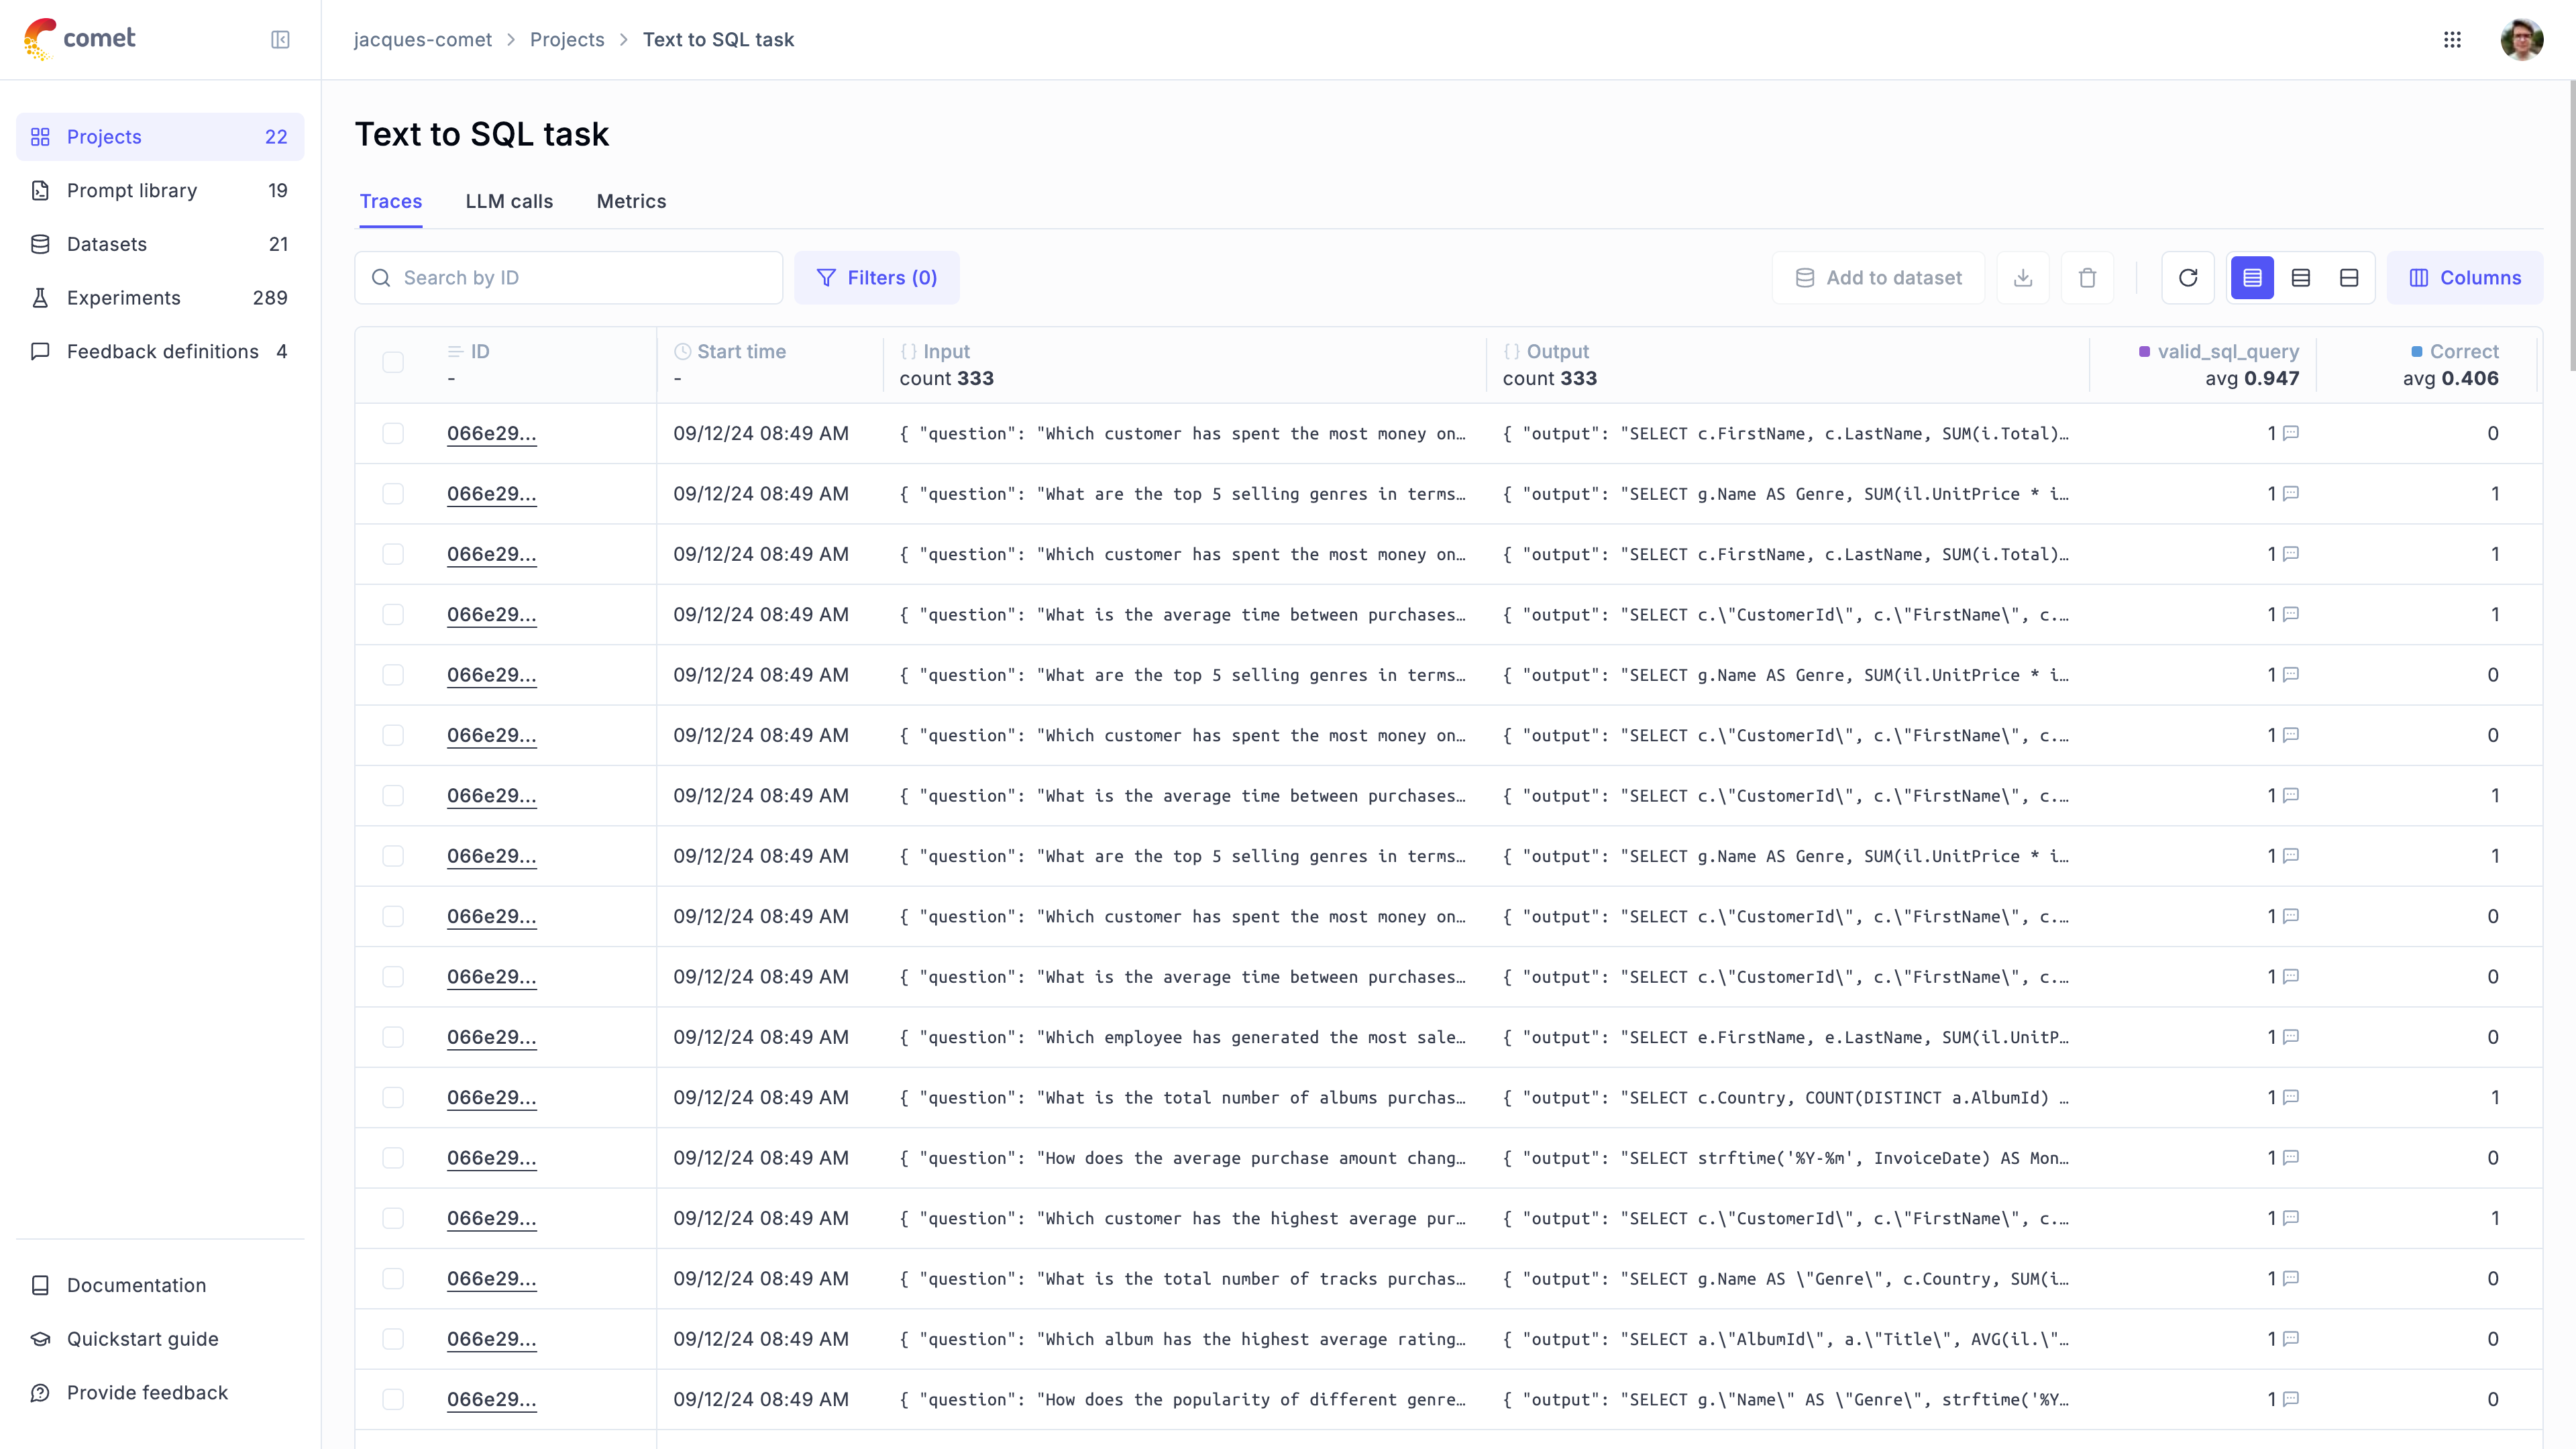 comet
jacques-comet > Projects > Text to SQL task
Projects 22
Prompt library 19
Datasets 21
Experiments 289
Feedback definitions 4
Documentation
Quickstart guide
Provide feedback
Text to SQL task
Traces LLM calls Metrics
Search by ID Filters (0) Add to dataset Columns
ID Start time {} Input {} Output valid_sql_query Correct
- - count 333 count 333 avg 0.947 avg 0.406
066e29... 09/12/24 08:49 AM { "question": "Which customer has spent the most money on… { "output": "SELECT c.FirstName, c.LastName, SUM(i.Total)… 1 0
066e29... 09/12/24 08:49 AM { "question": "What are the top 5 selling genres in terms… { "output": "SELECT g.Name AS Genre, SUM(il.UnitPrice * i… 1 1
066e29... 09/12/24 08:49 AM { "question": "Which customer has spent the most money on… { "output": "SELECT c.FirstName, c.LastName, SUM(i.Total)… 1 1
066e29... 09/12/24 08:49 AM { "question": "What is the average time between purchases… { "output": "SELECT c.\"CustomerId\", c.\"FirstName\", c.… 1 1
066e29... 09/12/24 08:49 AM { "question": "What are the top 5 selling genres in terms… { "output": "SELECT g.Name AS Genre, SUM(il.UnitPrice * i… 1 0
066e29... 09/12/24 08:49 AM { "question": "Which customer has spent the most money on… { "output": "SELECT c.\"CustomerId\", c.\"FirstName\", c.… 1 0
066e29... 09/12/24 08:49 AM { "question": "What is the average time between purchases… { "output": "SELECT c.\"CustomerId\", c.\"FirstName\", c.… 1 1
066e29... 09/12/24 08:49 AM { "question": "What are the top 5 selling genres in terms… { "output": "SELECT g.Name AS Genre, SUM(il.UnitPrice * i… 1 1
066e29... 09/12/24 08:49 AM { "question": "Which customer has spent the most money on… { "output": "SELECT c.\"CustomerId\", c.\"FirstName\", c.… 1 0
066e29... 09/12/24 08:49 AM { "question": "What is the average time between purchases… { "output": "SELECT c.\"CustomerId\", c.\"FirstName\", c.… 1 0
066e29... 09/12/24 08:49 AM { "question": "Which employee has generated the most sale… { "output": "SELECT e.FirstName, e.LastName, SUM(il.UnitP… 1 0
066e29... 09/12/24 08:49 AM { "question": "What is the total number of albums purchas… { "output": "SELECT c.Country, COUNT(DISTINCT a.AlbumId) … 1 1
066e29... 09/12/24 08:49 AM { "question": "How does the average purchase amount chang… { "output": "SELECT strftime('%Y-%m', InvoiceDate) AS Mon… 1 0
066e29... 09/12/24 08:49 AM { "question": "Which customer has the highest average pur… { "output": "SELECT c.\"CustomerId\", c.\"FirstName\", c.… 1 1
066e29... 09/12/24 08:49 AM { "question": "What is the total number of tracks purchas… { "output": "SELECT g.Name AS \"Genre\", c.Country, SUM(i… 1 0
066e29... 09/12/24 08:49 AM { "question": "Which album has the highest average rating… { "output": "SELECT a.\"AlbumId\", a.\"Title\", AVG(il.\"… 1 0
066e29... 09/12/24 08:49 AM { "question": "How does the popularity of different genre… { "output": "SELECT g.\"Name\" AS \"Genre\", strftime('%Y… 1 0